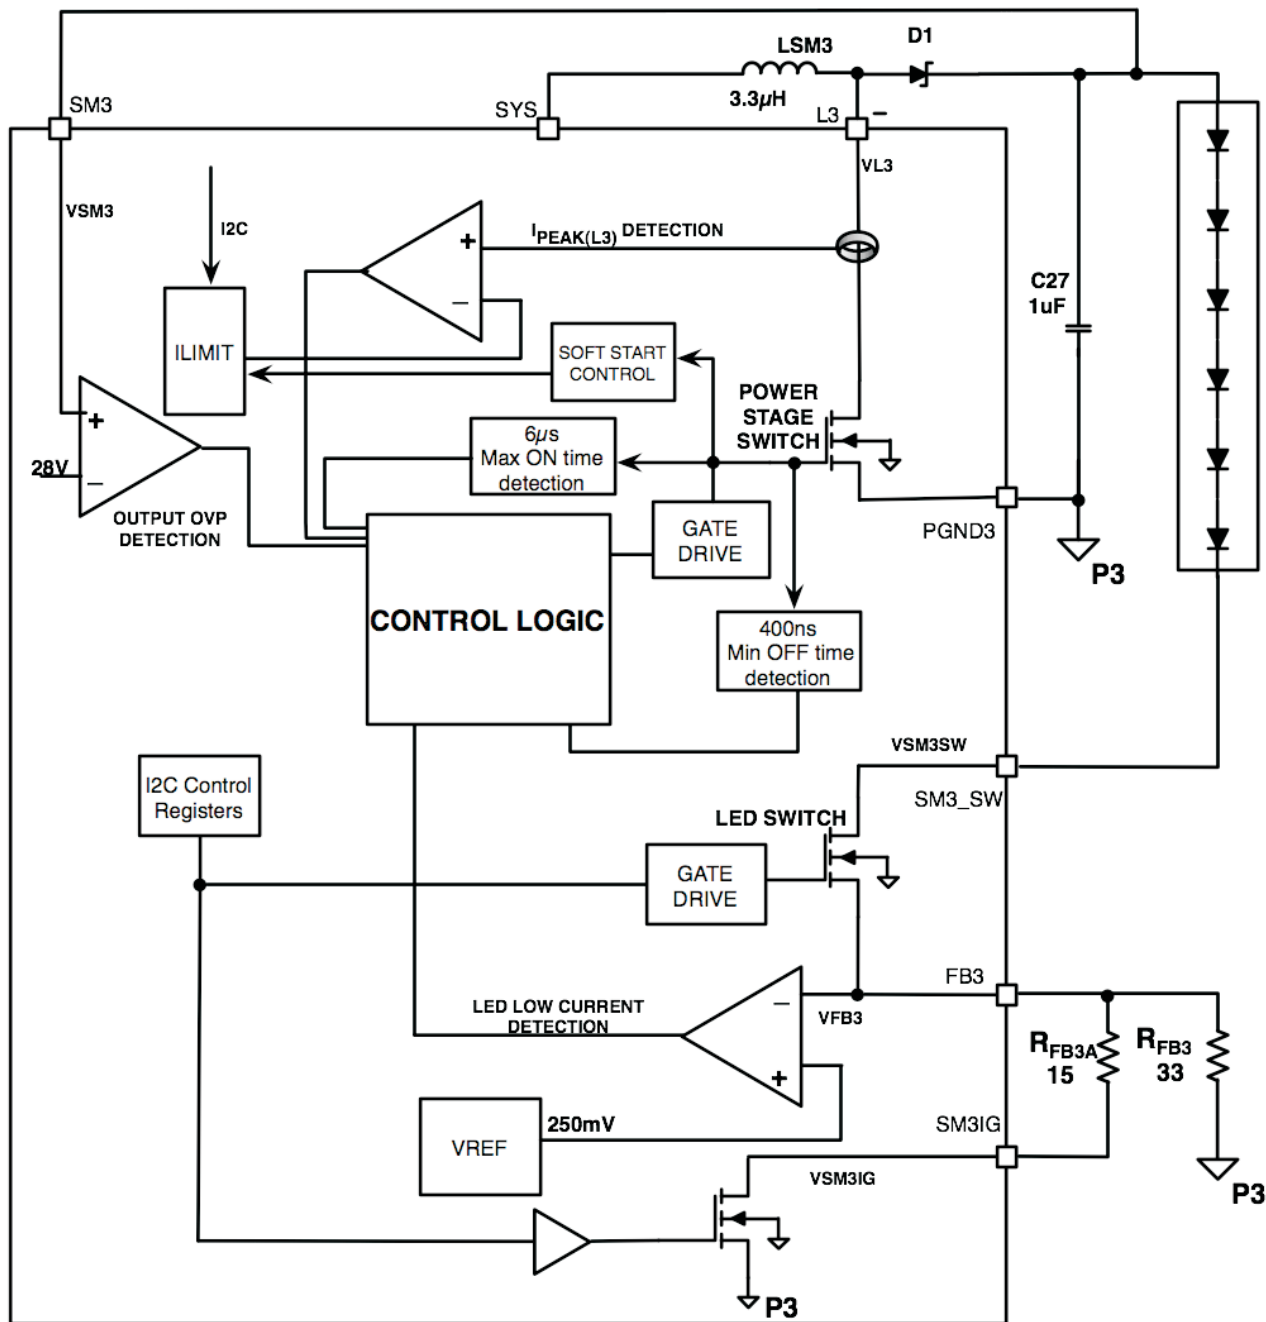 LSM3
D1
3.3µH
SM3
SYS
L3
VL3
VSM3
I2C
IPEAK(L3) DETECTION
+
−
C27
1uF
ILIMIT
SOFT START
CONTROL
POWER
STAGE
SWITCH
+
28V
−
6µs
Max ON time
detection
OUTPUT OVP
DETECTION
GATE
DRIVE
PGND3
P3
CONTROL LOGIC
400ns
Min OFF time
detection
VSM3SW
I2C Control
Registers
SM3_SW
LED SWITCH
GATE
DRIVE
FB3
LED LOW CURRENT
DETECTION
−
VFB3
+
RFB3A
15
RFB3
33
VREF
250mV
SM3IG
VSM3IG
P3
P3